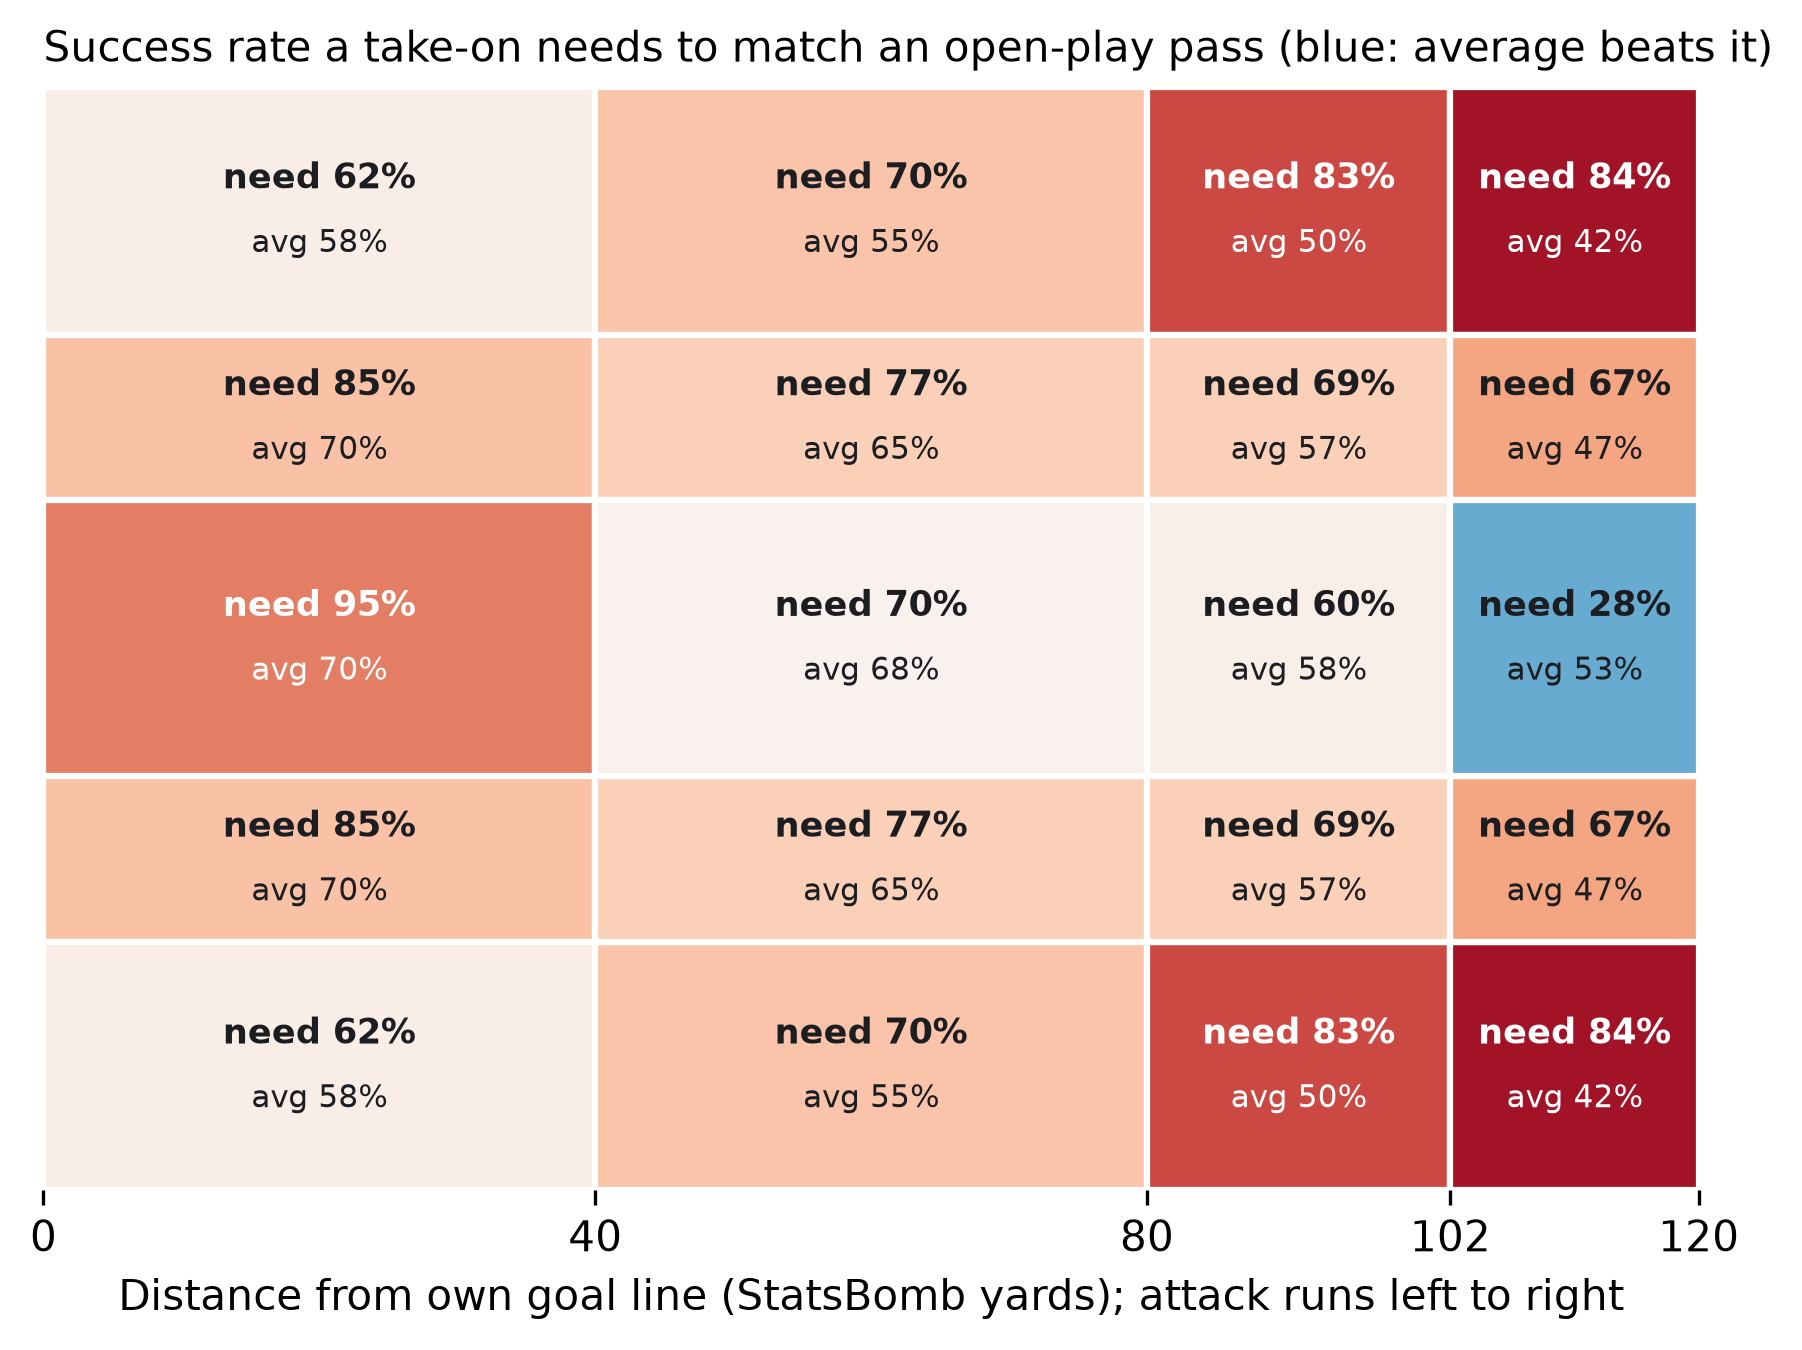 Success rate a take-on needs to match an open-play pass (blue: average beats it)
need 62%
avg 58%
need 70%
avg 55%
need 83%
avg 50%
need 84%
avg 42%
need 85%
avg 70%
need 77%
avg 65%
need 69%
avg 57%
need 67%
avg 47%
need 95%
avg 70%
need 70%
avg 68%
need 60%
avg 58%
need 28%
avg 53%
need 85%
avg 70%
need 77%
avg 65%
need 69%
avg 57%
need 67%
avg 47%
need 62%
avg 58%
need 70%
avg 55%
need 83%
avg 50%
need 84%
avg 42%
0 40 80 102 120
Distance from own goal line (StatsBomb yards); attack runs left to right